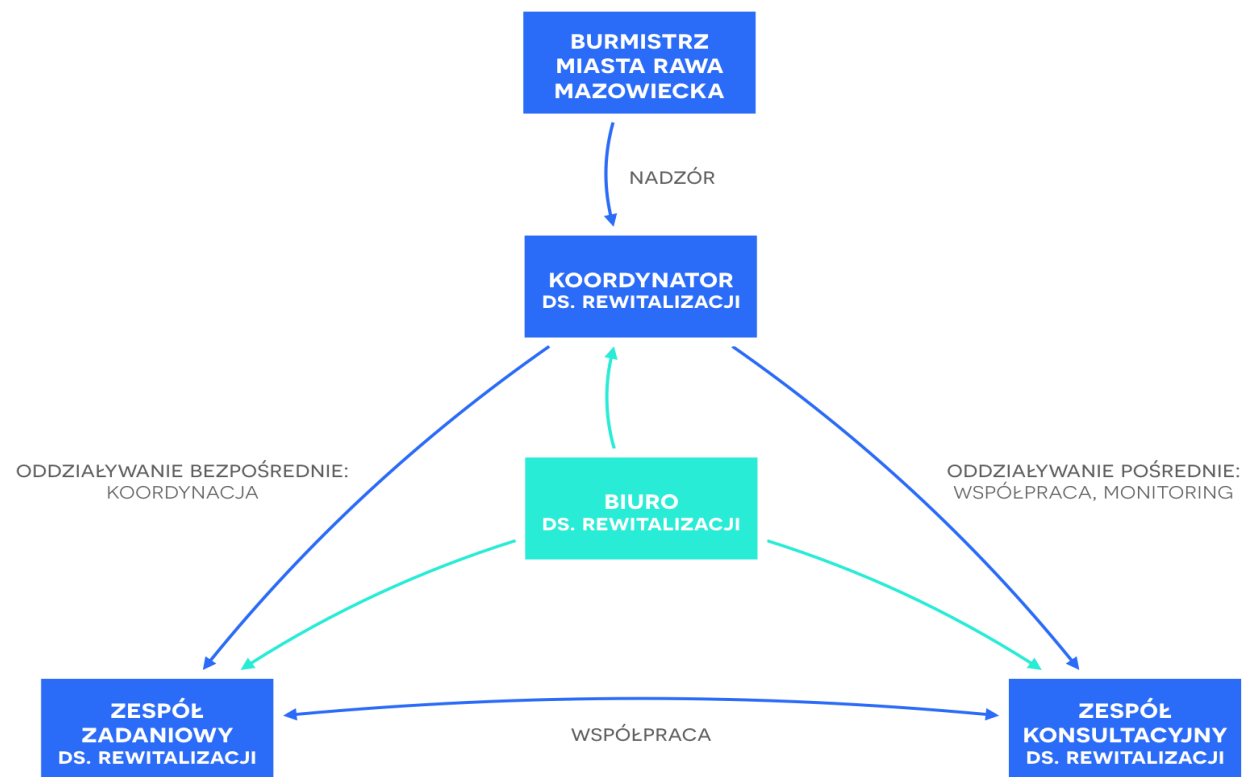 BURMISTRZ
MIASTA RAWA
MAZOWIECKA
NADZÓR
KOORDYNATOR
DS. REWITALIZACJI
ODDZIAŁYWANIE BEZPOŚREDNIE:
KOORDYNACJA
ODDZIAŁYWANIE POŚREDNIE:
WSPÓŁPRACA, MONITORING
BIURO
DS. REWITALIZACJI
ZESPÓŁ
ZADANIOWY
DS. REWITALIZACJI
WSPÓŁPRACA
ZESPÓŁ
KONSULTACYJNY
DS. REWITALIZACJI